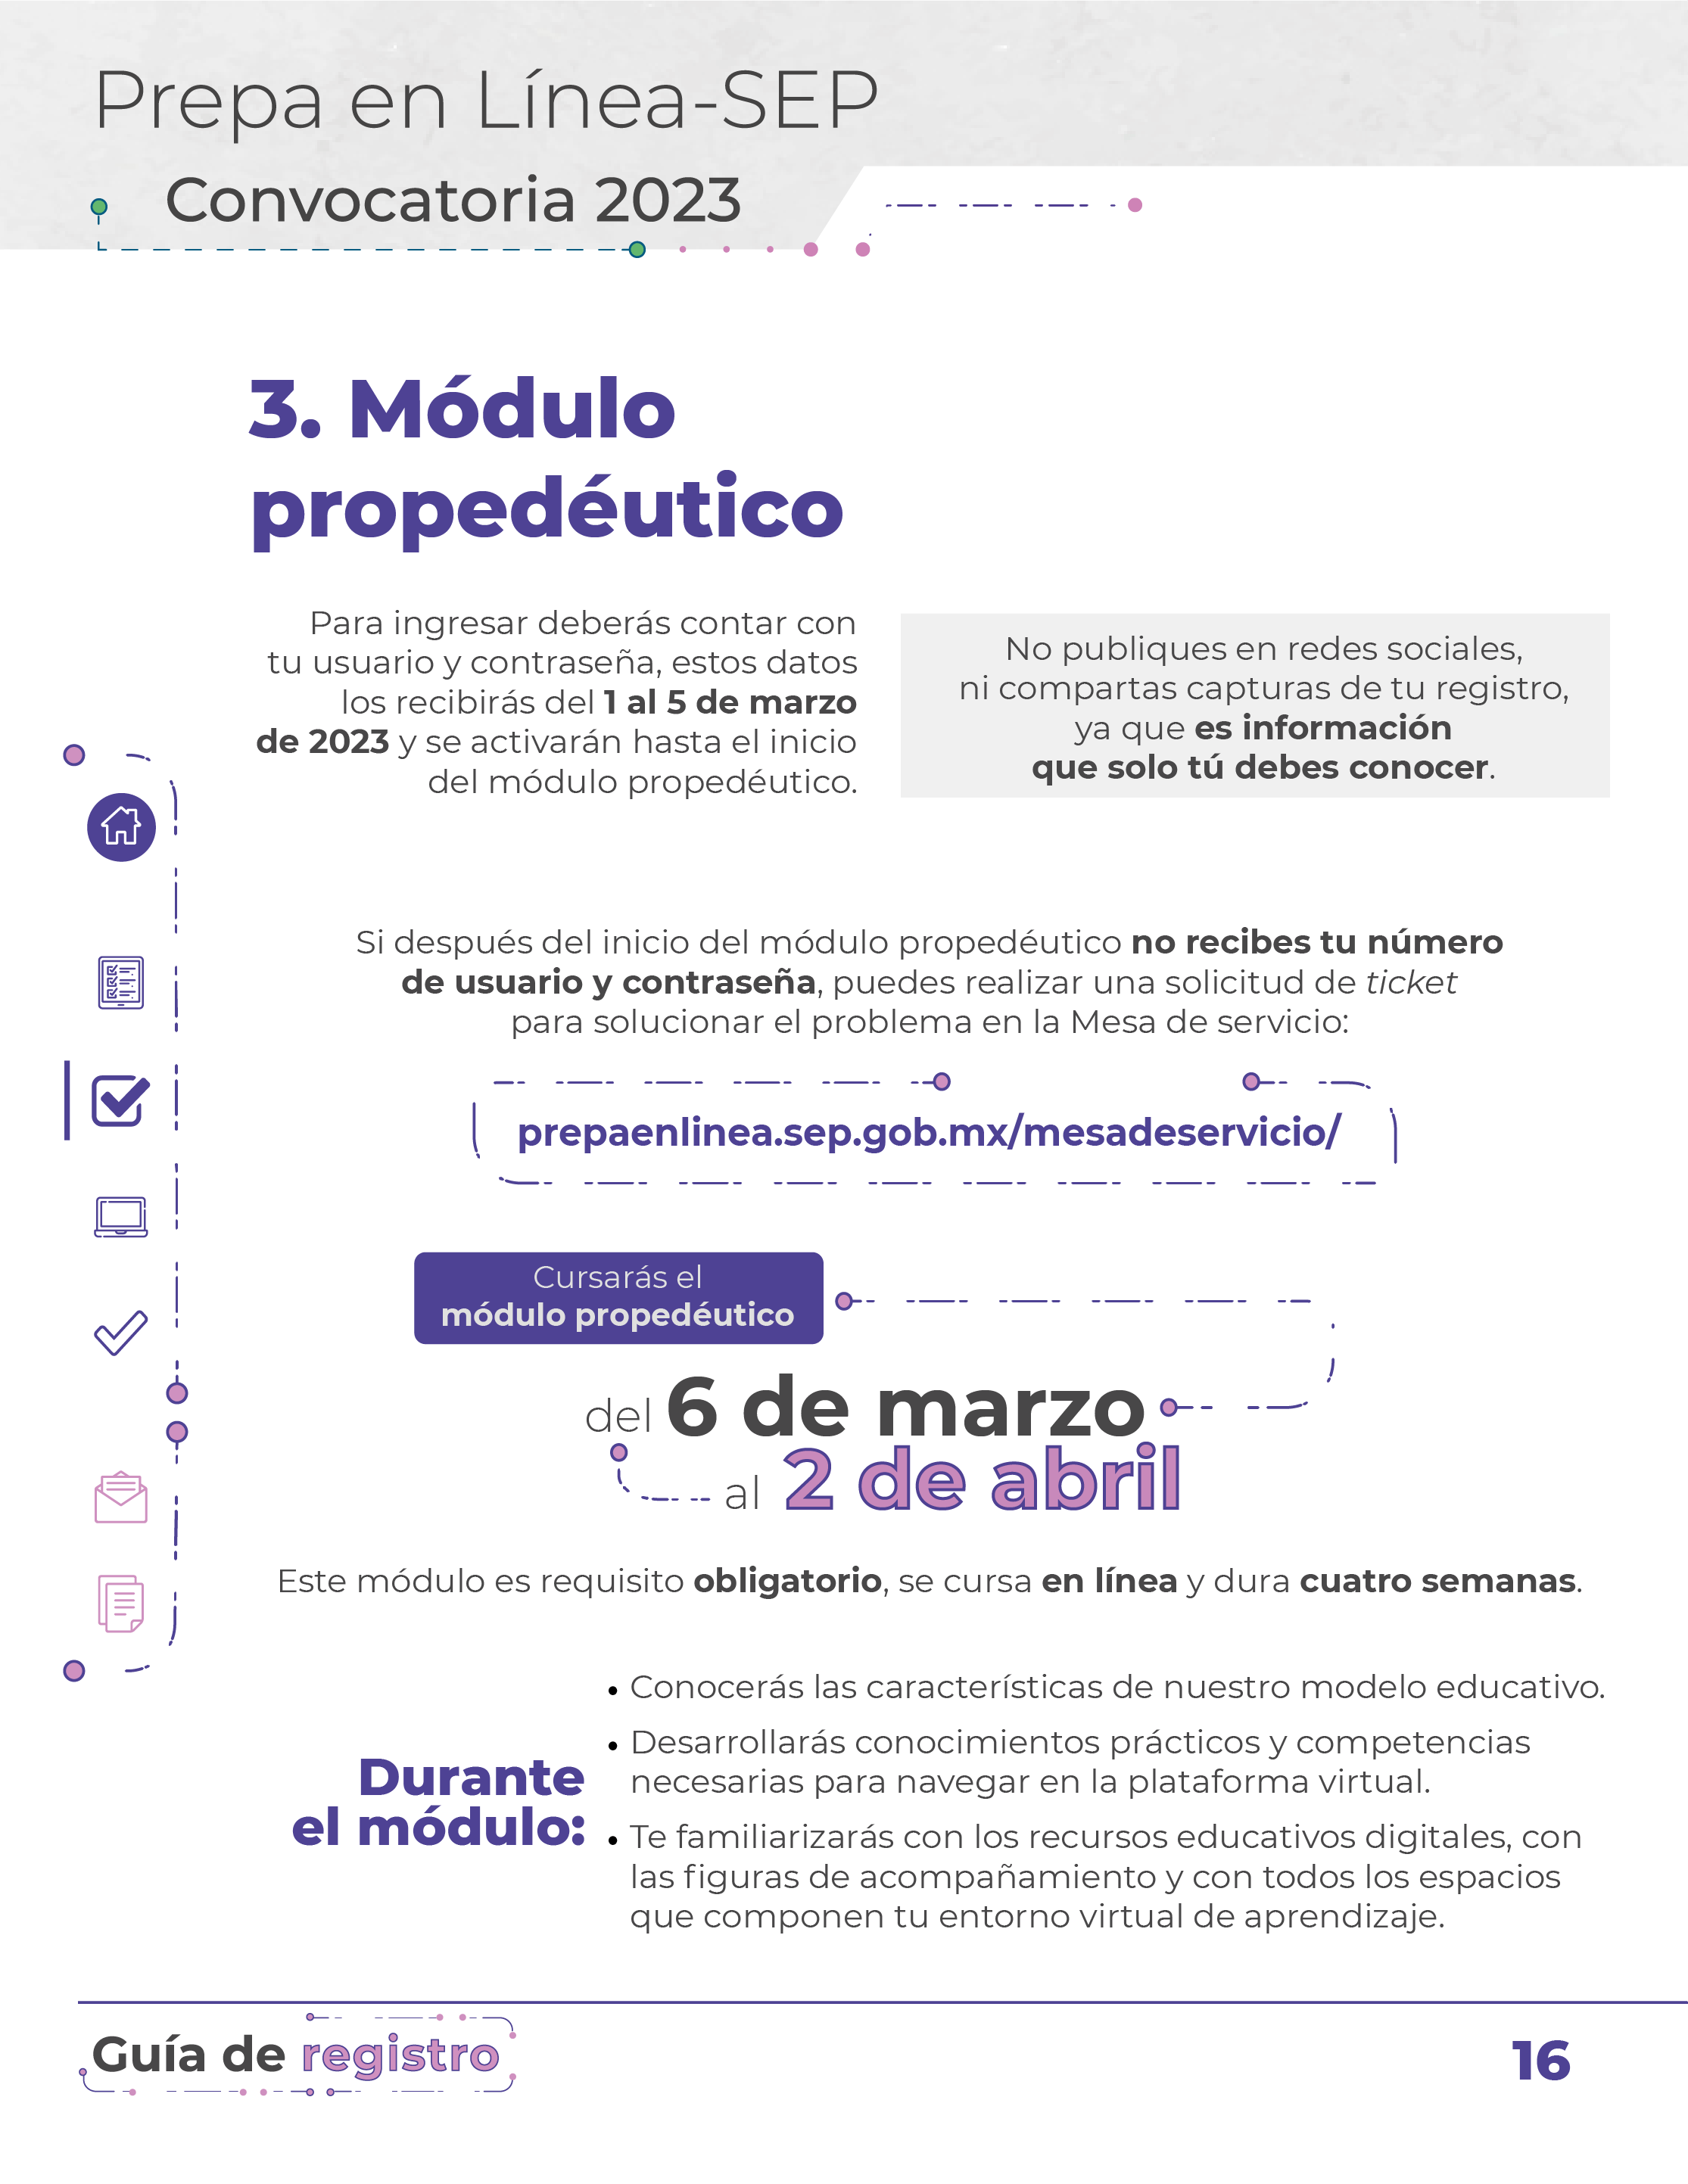 Prepa en Línea-SEP
Convocatoria 2023
3. Módulo
propedéutico
Para ingresar deberás contar con
tu usuario y contraseña, estos datos
los recibirás del 1 al 5 de marzo
de 2023 y se activarán hasta el inicio
del módulo propedéutico.
No publiques en redes sociales,
ni compartas capturas de tu registro,
ya que es información
que solo tú debes conocer.
Si después del inicio del módulo propedéutico no recibes tu número
de usuario y contraseña, puedes realizar una solicitud de ticket
para solucionar el problema en la Mesa de servicio:
prepaenlinea.sep.gob.mx/mesadeservicio/
Cursarás el
módulo propedéutico
del 6 de marzo
al 2 de abril
Este módulo es requisito obligatorio, se cursa en línea y dura cuatro semanas.
Durante
el módulo:
• Conocerás las características de nuestro modelo educativo.
• Desarrollarás conocimientos prácticos y competencias
necesarias para navegar en la plataforma virtual.
• Te familiarizarás con los recursos educativos digitales, con
las figuras de acompañamiento y con todos los espacios
que componen tu entorno virtual de aprendizaje.
Guía de registro
16